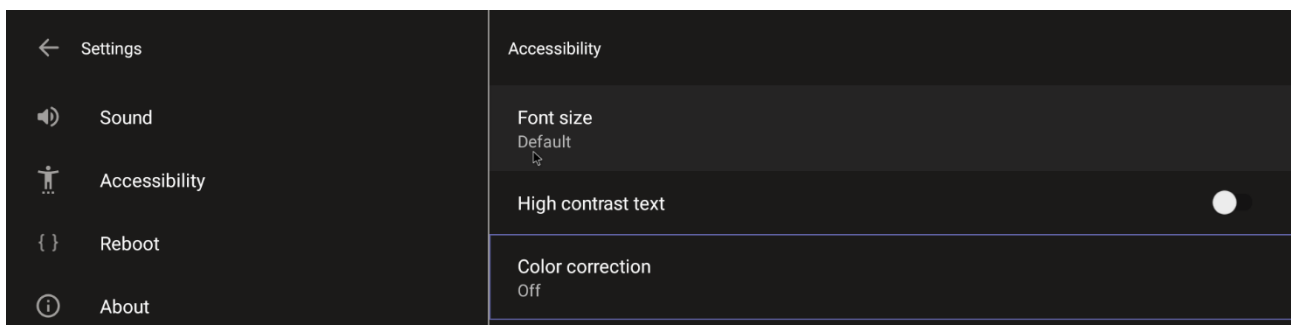 Settings
Sound
Accessibility
Reboot
About
Accessibility
Font size
Default
High contrast text
Color correction
Off